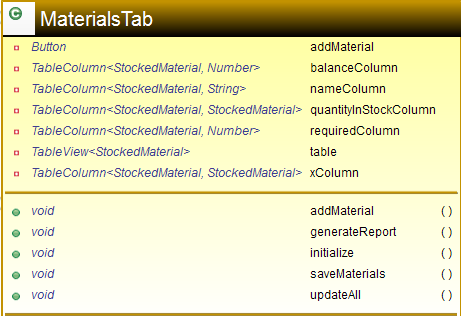 C MaterialsTab
Button addMaterial
TableColumn<StockedMaterial, Number> balanceColumn
TableColumn<StockedMaterial, String> nameColumn
TableColumn<StockedMaterial, StockedMaterial> quantityInStockColumn
TableColumn<StockedMaterial, Number> requiredColumn
TableView<StockedMaterial> table
TableColumn<StockedMaterial, StockedMaterial> xColumn
void addMaterial ( )
void generateReport ( )
void initialize ( )
void saveMaterials ( )
void updateAll ( )